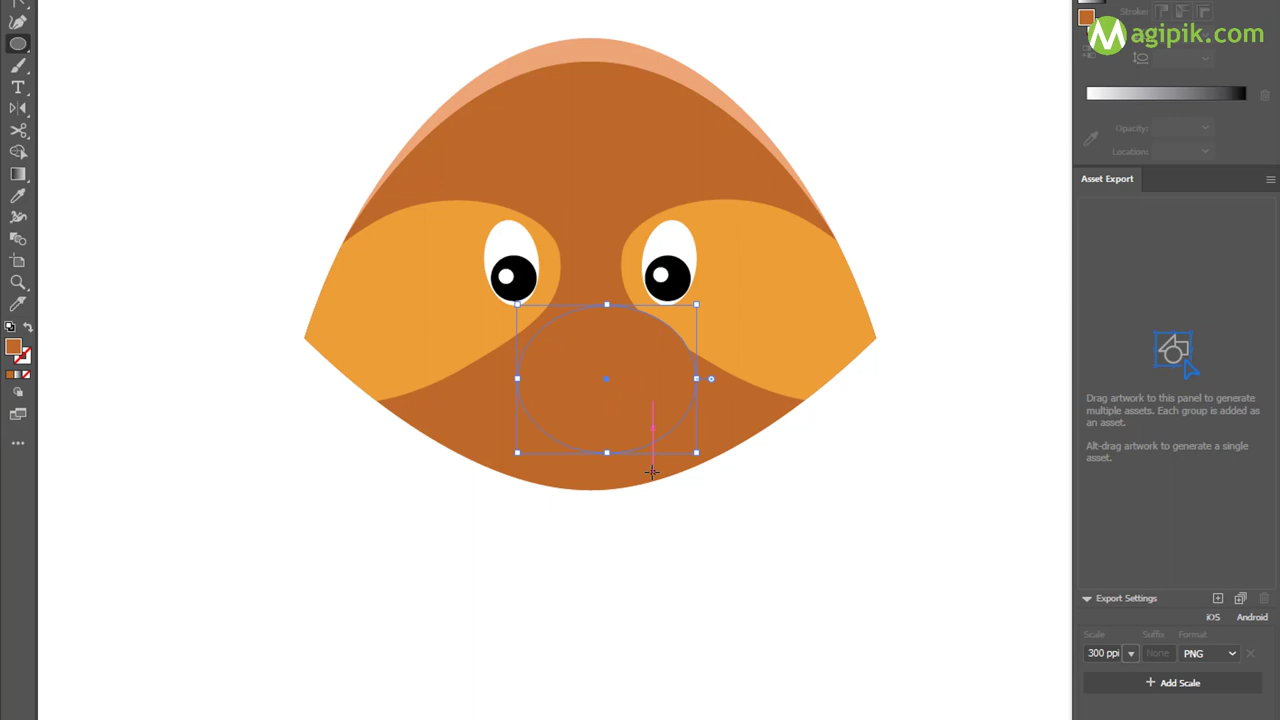 Stroke:
Magipik.com
Opacity:
Location:
Asset Export
Drag artwork to this panel to generate
multiple assets. Each group is added as
an asset.
Alt-drag artwork to generate a single
asset.
Export Settings
iOS
Android
Scale
Suffix
Format
300 ppi
None
PNG
+ Add Scale